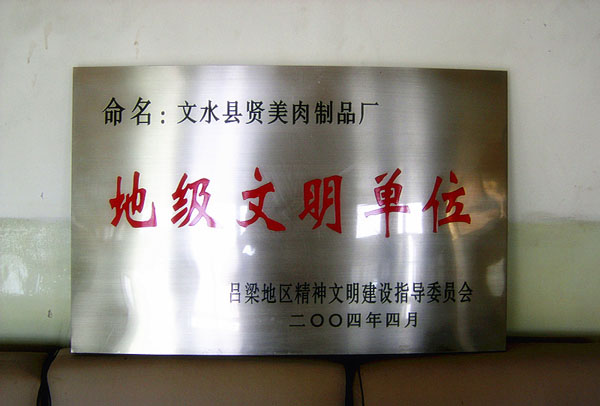 命名：文水县贤美肉制品厂
地级文明单位
吕梁地区精神文明建设指导委员会
二〇〇四年四月